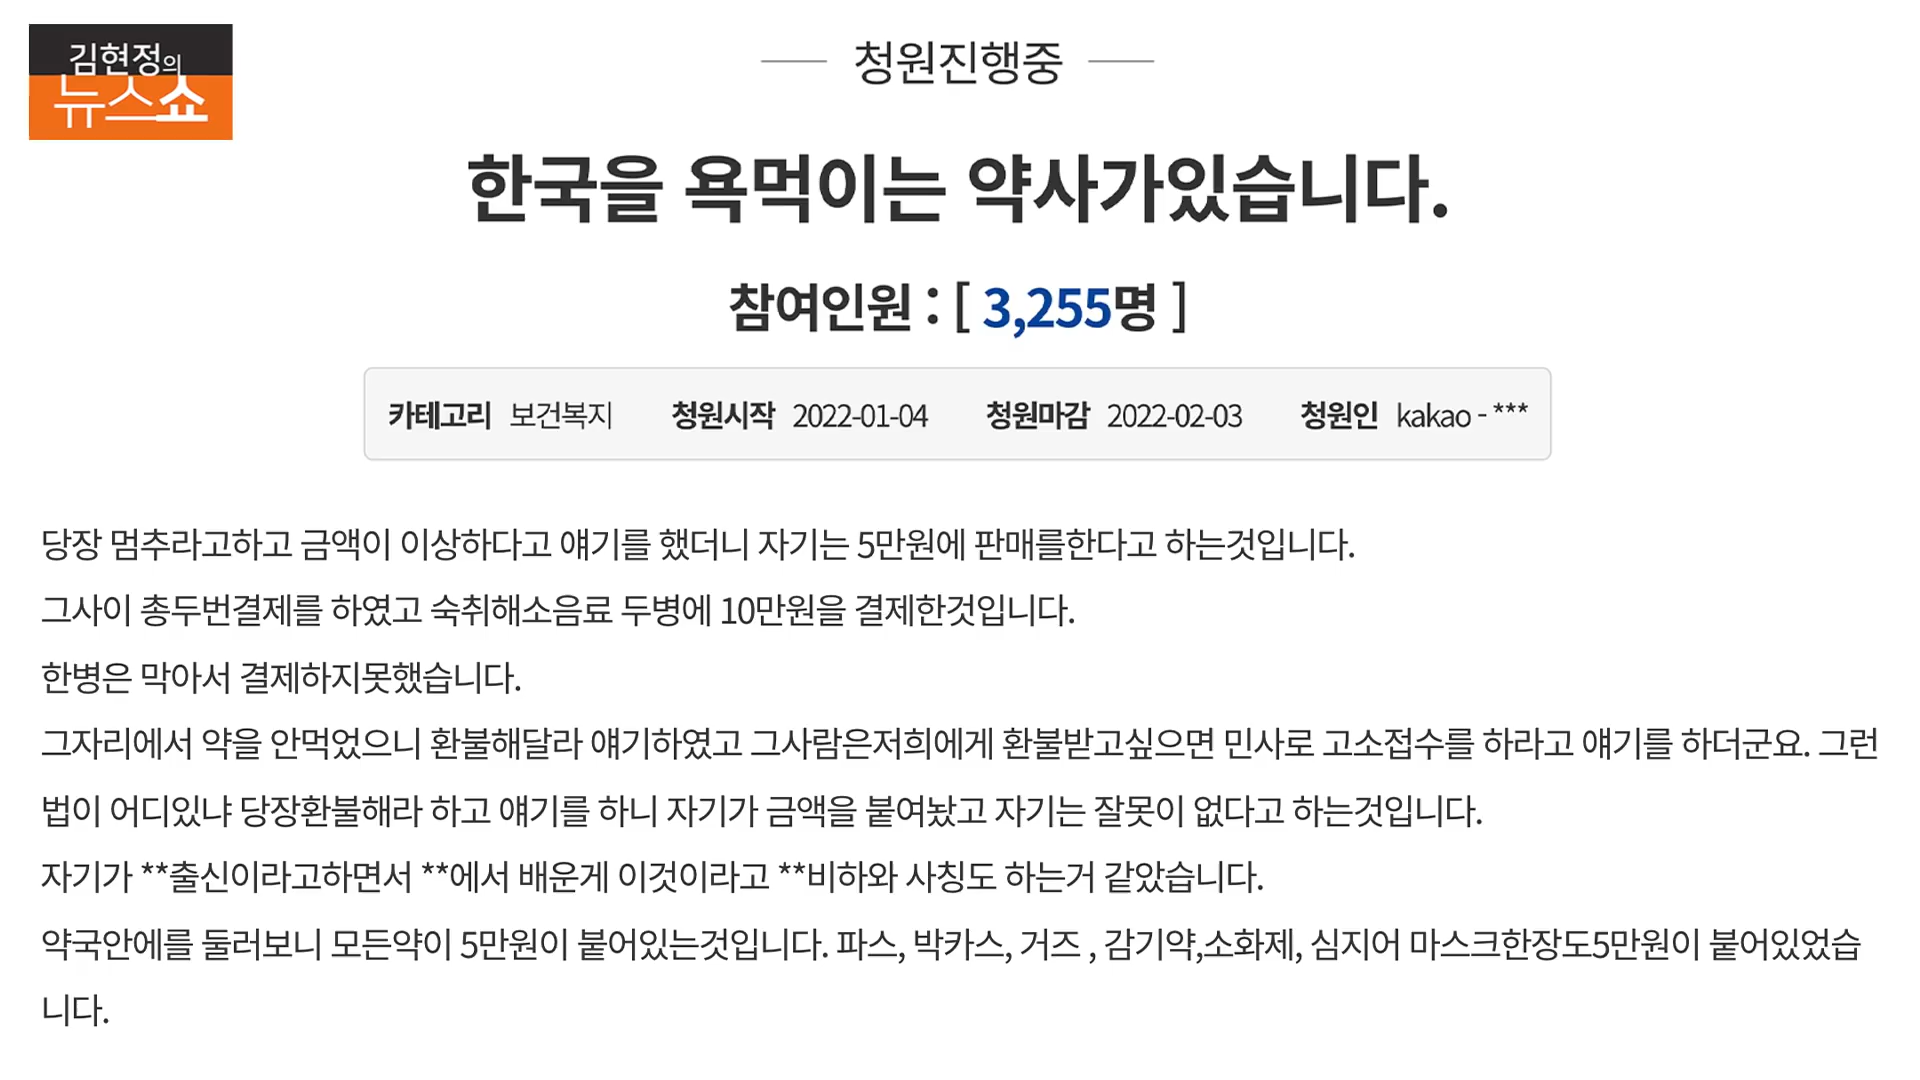 김현정의
뉴스쇼
청원진행중
한국을 욕먹이는 약사가있습니다.
참여인원 : [ 3,255명 ]
카테고리 보건복지 청원시작 2022-01-04 청원마감 2022-02-03 청원인 kakao - ***
당장 멈추라고하고 금액이 이상하다고 얘기를 했더니 자기는 5만원에 판매를한다고 하는것입니다.
그사이 총두번결제를 하였고 숙취해소음료 두병에 10만원을 결제한것입니다.
한병은 막아서 결제하지못했습니다.
그자리에서 약을 안먹었으니 환불해달라 얘기하였고 그사람은저희에게 환불받고싶으면 민사로 고소접수를 하라고 얘기를 하더군요. 그런
법이 어디있냐 당장환불해라 하고 얘기를 하니 자기가 금액을 붙여놨고 자기는 잘못이 없다고 하는것입니다.
자기가 **출신이라고하면서 **에서 배운게 이것이라고 **비하와 사칭도 하는거 같았습니다.
약국안에를 둘러보니 모든약이 5만원이 붙어있는것입니다. 파스, 박카스, 거즈 , 감기약,소화제, 심지어 마스크한장도5만원이 붙어있었습
니다.